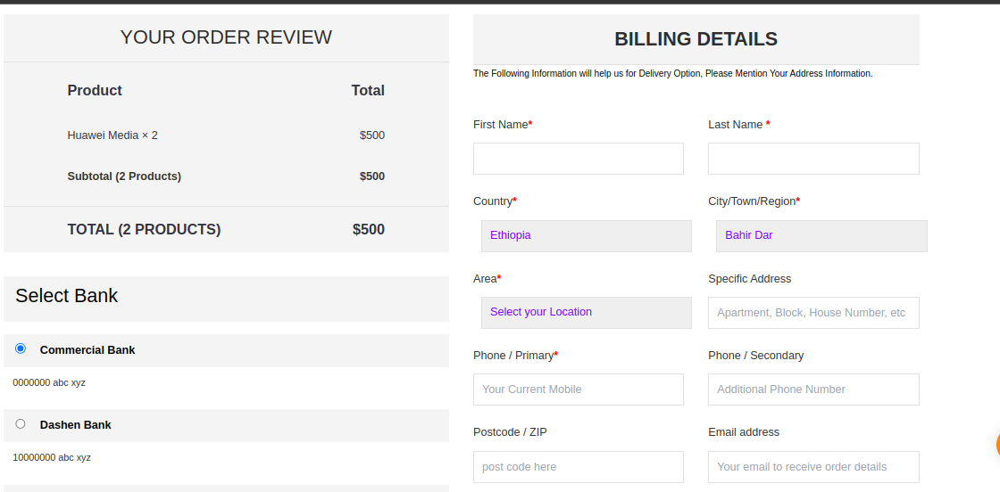 YOUR ORDER REVIEW
Product Total
Huawei Media × 2 $500
Subtotal (2 Products) $500
TOTAL (2 PRODUCTS) $500
Select Bank
Commercial Bank
0000000 abc xyz
Dashen Bank
10000000 abc xyz
BILLING DETAILS
The Following Information will help us for Delivery Option, Please Mention Your Address Information.
First Name* Last Name *
Country* City/Town/Region*
Ethiopia Bahir Dar
Area* Specific Address
Select your Location Apartment, Block, House Number, etc
Phone / Primary* Phone / Secondary
Your Current Mobile Additional Phone Number
Postcode / ZIP Email address
post code here Your email to receive order details